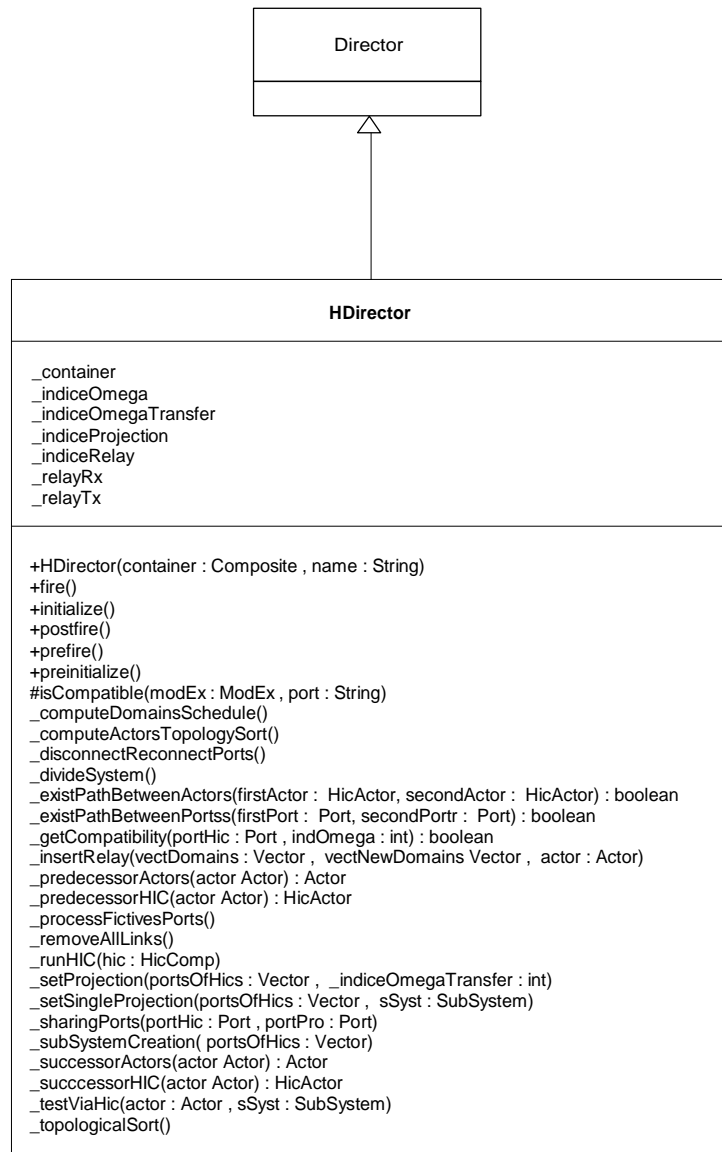 Director
HDirector
_container
_indiceOmega
_indiceOmegaTransfer
_indiceProjection
_indiceRelay
_relayRx
_relayTx
+HDirector(container : Composite , name : String)
+fire()
+initialize()
+postfire()
+prefire()
+preinitialize()
#isCompatible(modEx : ModEx , port : String)
_computeDomainsSchedule()
_computeActorsTopologySort()
_disconnectReconnectPorts()
_divideSystem()
_existPathBetweenActors(firstActor : HicActor, secondActor : HicActor) : boolean
_existPathBetweenPortss(firstPort : Port, secondPortr : Port) : boolean
_getCompatibility(portHic : Port , indOmega : int) : boolean
_insertRelay(vectDomains : Vector , vectNewDomains Vector , actor : Actor)
_predecessorActors(actor Actor) : Actor
_predecessorHIC(actor Actor) : HicActor
_processFictivesPorts()
_removeAllLinks()
_runHIC(hic : HicComp)
_setProjection(portsOfHics : Vector , _indiceOmegaTransfer : int)
_setSingleProjection(portsOfHics : Vector , sSyst : SubSystem)
_sharingPorts(portHic : Port , portPro : Port)
_subSystemCreation( portsOfHics : Vector)
_successorActors(actor Actor) : Actor
_succcessorHIC(actor Actor) : HicActor
_testViaHic(actor : Actor , sSyst : SubSystem)
_topologicalSort()